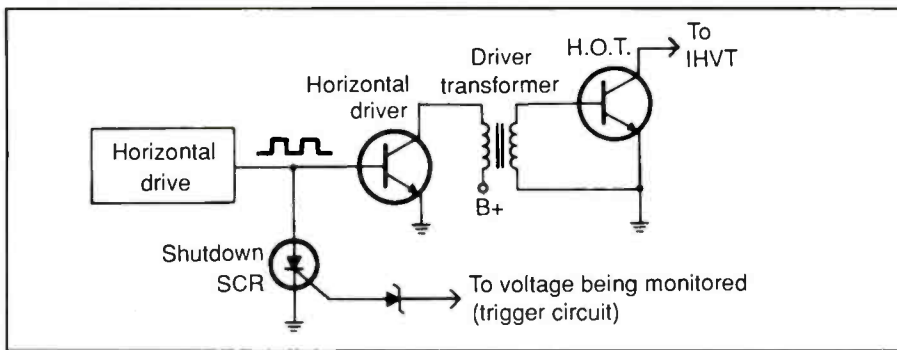 To
IHVT
H.O.T.
Driver
transformer
Horizontal
driver
Horizontal
drive
B+
Shutdown
SCR
To voltage being monitored
(trigger circuit)